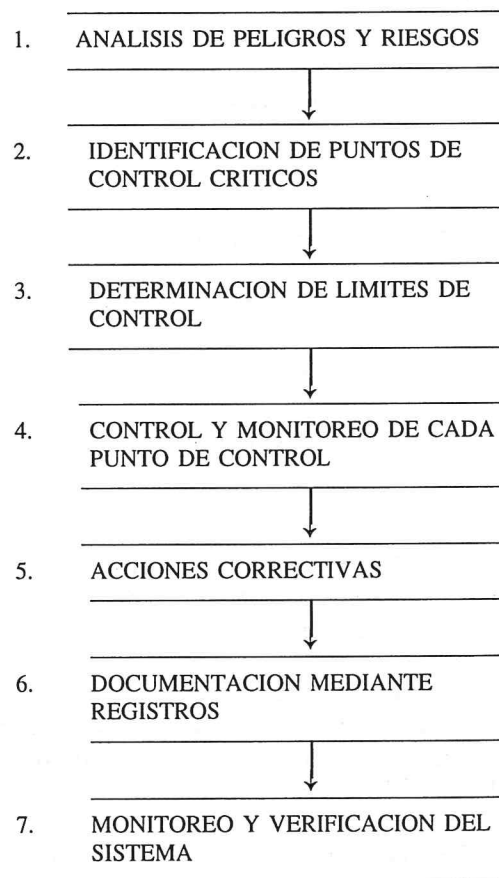 1. ANALISIS DE PELIGROS Y RIESGOS
2. IDENTIFICACION DE PUNTOS DE
CONTROL CRITICOS
3. DETERMINACION DE LIMITES DE
CONTROL
4. CONTROL Y MONITOREO DE CADA
PUNTO DE CONTROL
5. ACCIONES CORRECTIVAS
6. DOCUMENTACION MEDIANTE
REGISTROS
7. MONITOREO Y VERIFICACION DEL
SISTEMA